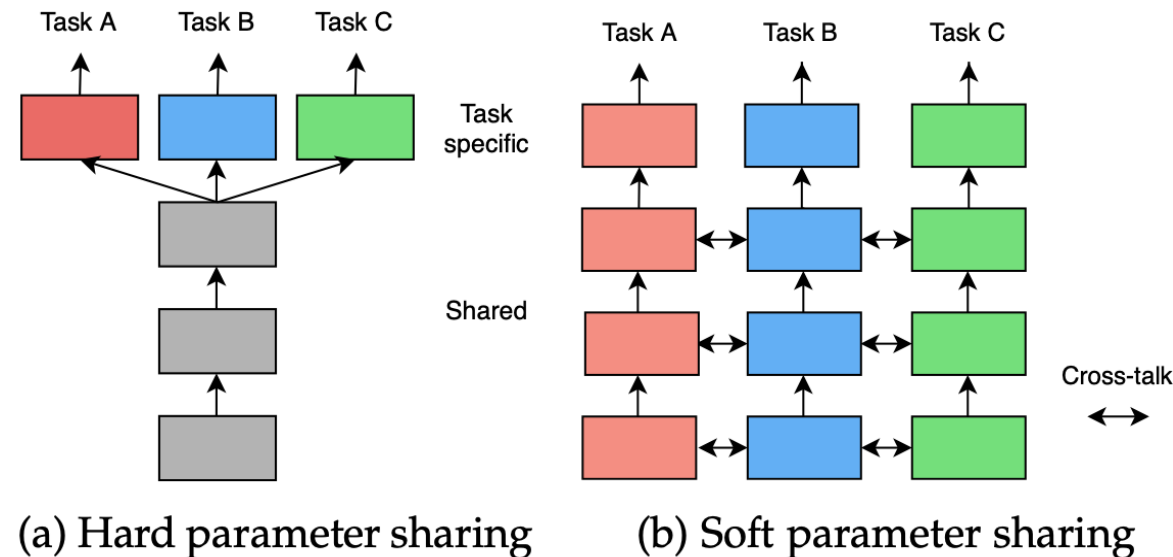 Task A
Task B
Task C
Task
specific
Shared
(a) Hard parameter sharing
Task A
Task B
Task C
Cross-talk
(b) Soft parameter sharing